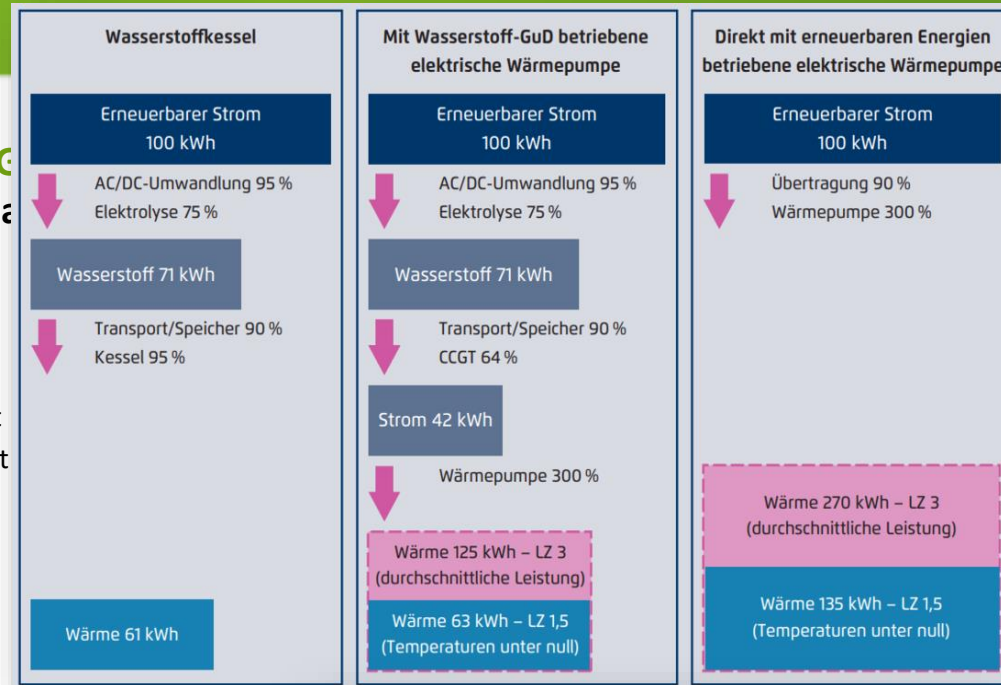 Wasserstoffkessel
Erneuerbarer Strom
100 kWh
AC/DC-Umwandlung 95 %
Elektrolyse 75 %
Wasserstoff 71 kWh
Transport/Speicher 90 %
Kessel 95 %
Wärme 61 kWh
Mit Wasserstoff-GuD betriebene
elektrische Wärmepumpe
Erneuerbarer Strom
100 kWh
AC/DC-Umwandlung 95 %
Elektrolyse 75 %
Wasserstoff 71 kWh
Transport/Speicher 90 %
CCGT 64 %
Strom 42 kWh
Wärmepumpe 300 %
Wärme 125 kWh – LZ 3
(durchschnittliche Leistung)
Wärme 63 kWh – LZ 1,5
(Temperaturen unter null)
Direkt mit erneuerbaren Energien
betriebene elektrische Wärmepumpe
Erneuerbarer Strom
100 kWh
Übertragung 90 %
Wärmepumpe 300 %
Wärme 270 kWh – LZ 3
(durchschnittliche Leistung)
Wärme 135 kWh – LZ 1,5
(Temperaturen unter null)